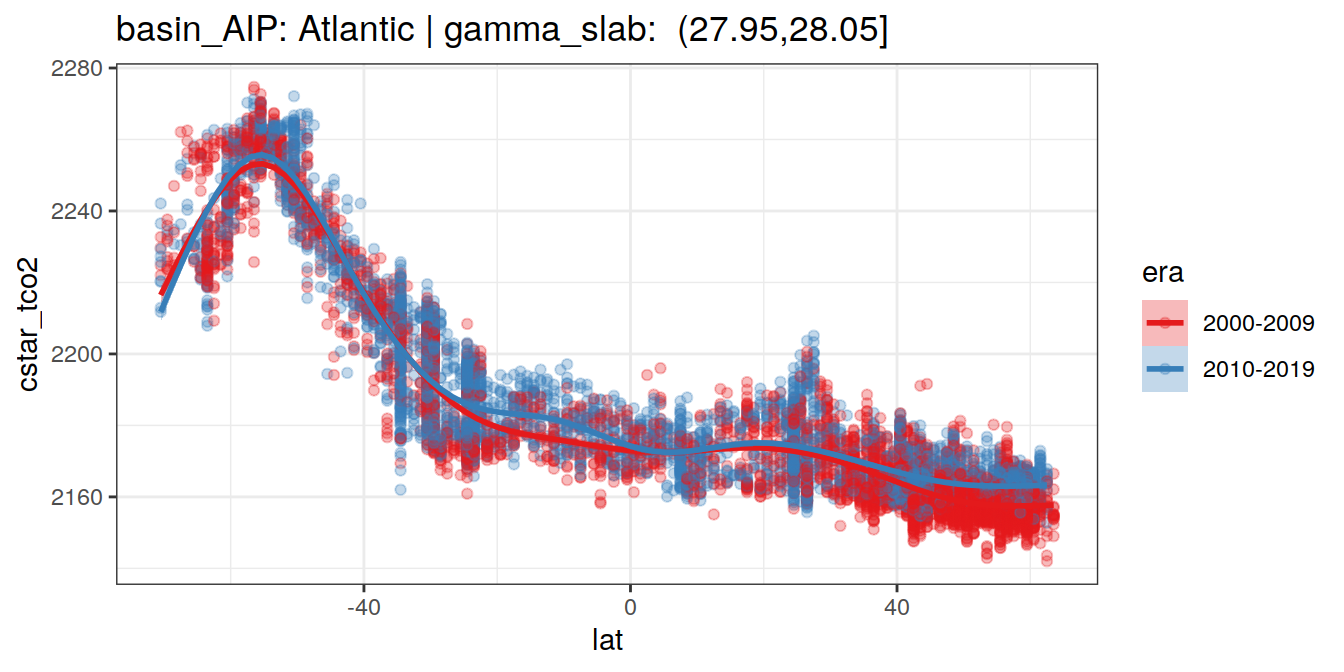 basin_AIP: Atlantic | gamma_slab:  (27.95,28.05]
2280
2240
2200
2160
cstar_tco2
-40
0
40
lat
era
2000-2009
2010-2019